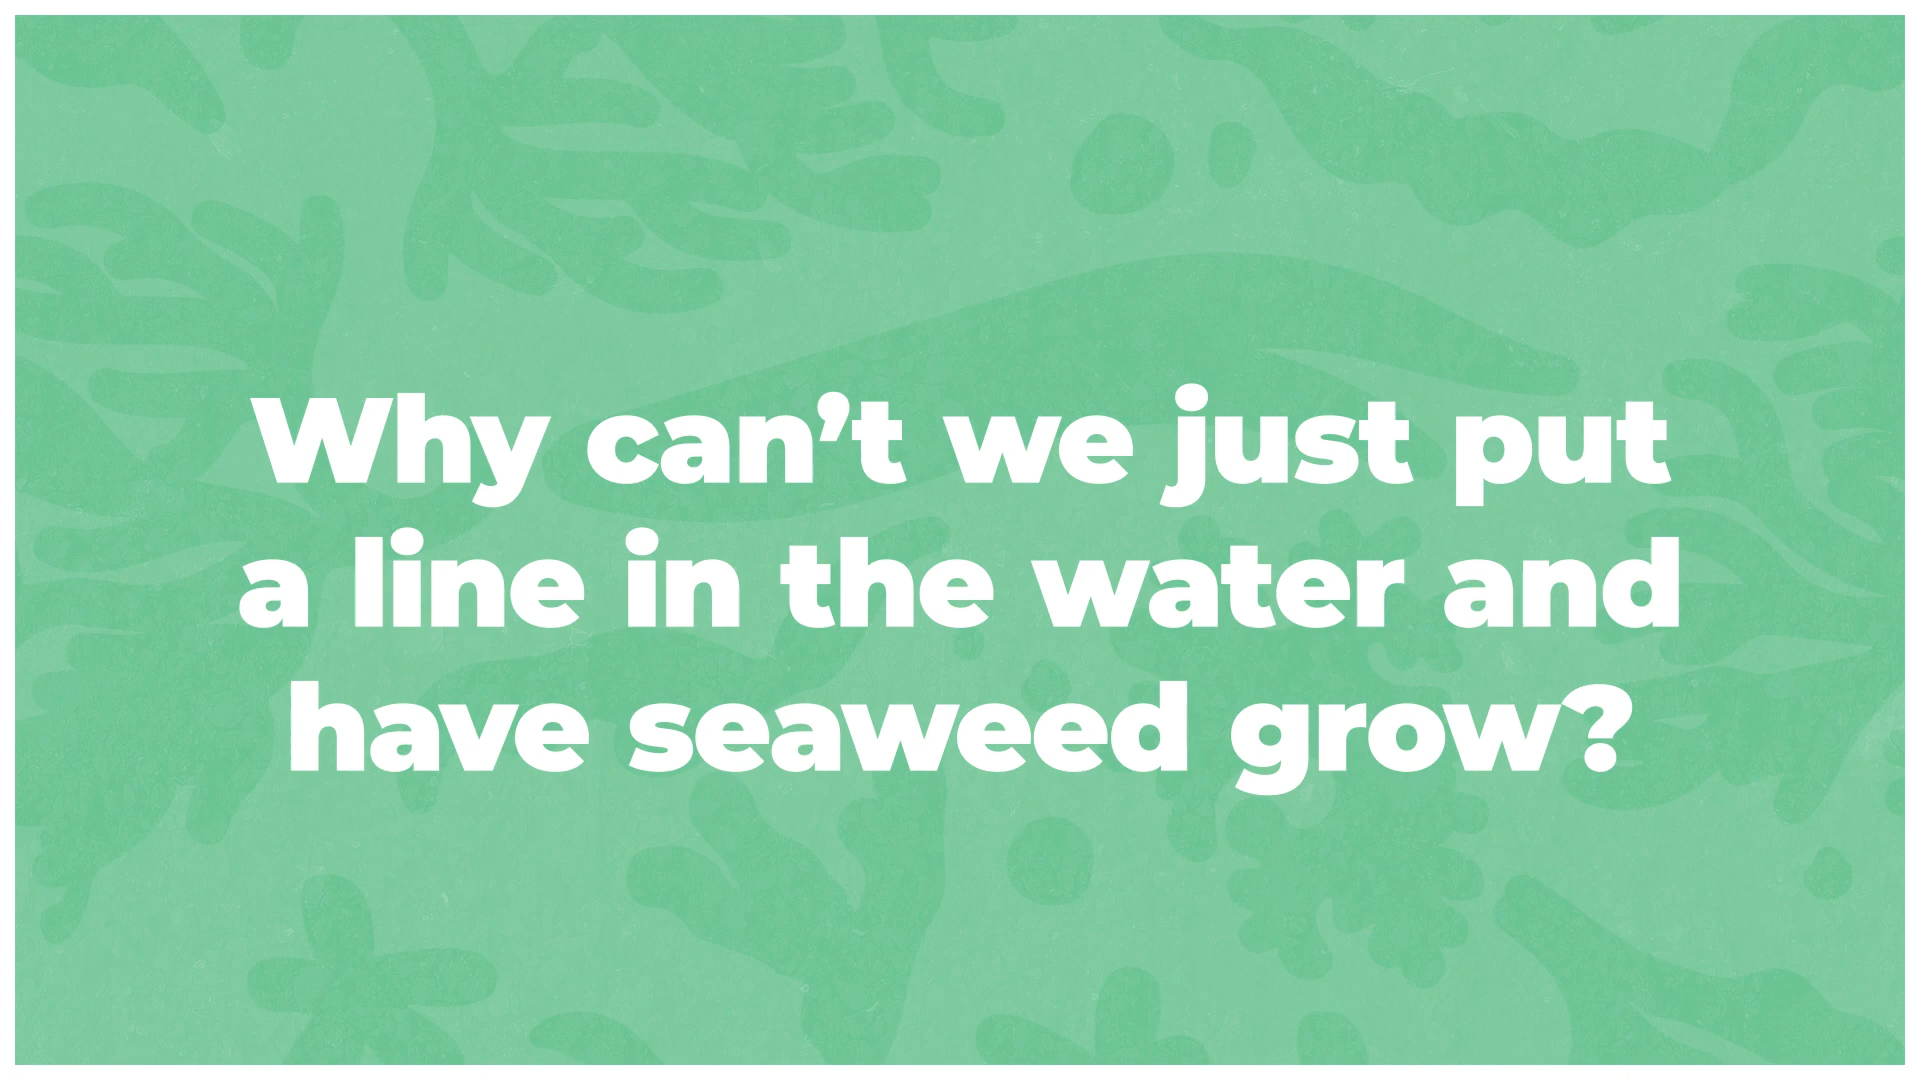 Why can’t we just put
a line in the water and
have seaweed grow?